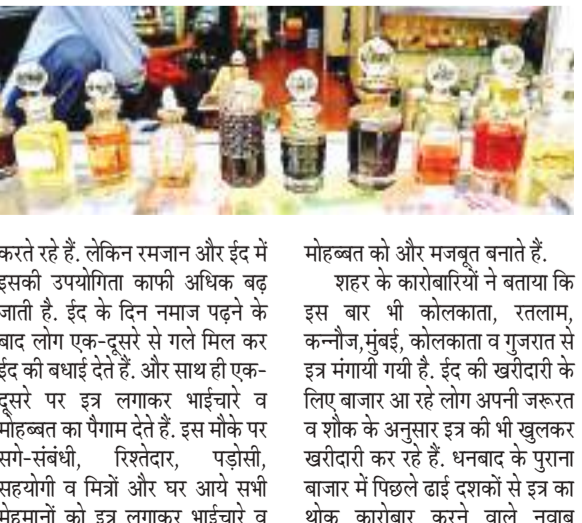 करते रहे हैं. लेकिन रमजान और ईद में
इसकी उपयोगिता काफी अधिक बढ़
जाती है. ईद के दिन नमाज पढ़ने के
बाद लोग एक-दूसरे से गले मिल कर
ईद की बधाई देते हैं. और साथ ही एक-
दूसरे पर इत्र लगाकर भाईचारे व
मोहब्बत का पैगाम देते हैं. इस मौके पर
सगे-संबंधी, रिश्तेदार, पड़ोसी,
सहयोगी व मित्रों और घर आये सभी
मेहमानों को इत्र लगाकर भाईचारे व
मोहब्बत को और मजबूत बनाते हैं.
शहर के कारोबारियों ने बताया कि
इस बार भी कोलकाता, रतलाम,
कन्नौज,मुंबई, कोलकाता व गुजरात से
इत्र मंगायी गयी है. ईद की खरीदारी के
लिए बाजार आ रहे लोग अपनी जरूरत
व शौक के अनुसार इत्र की भी खुलकर
खरीदारी कर रहे हैं. धनबाद के पुराना
बाजार में पिछले ढाई दशकों से इत्र का
थोक कारोबार करने वाले नवाब